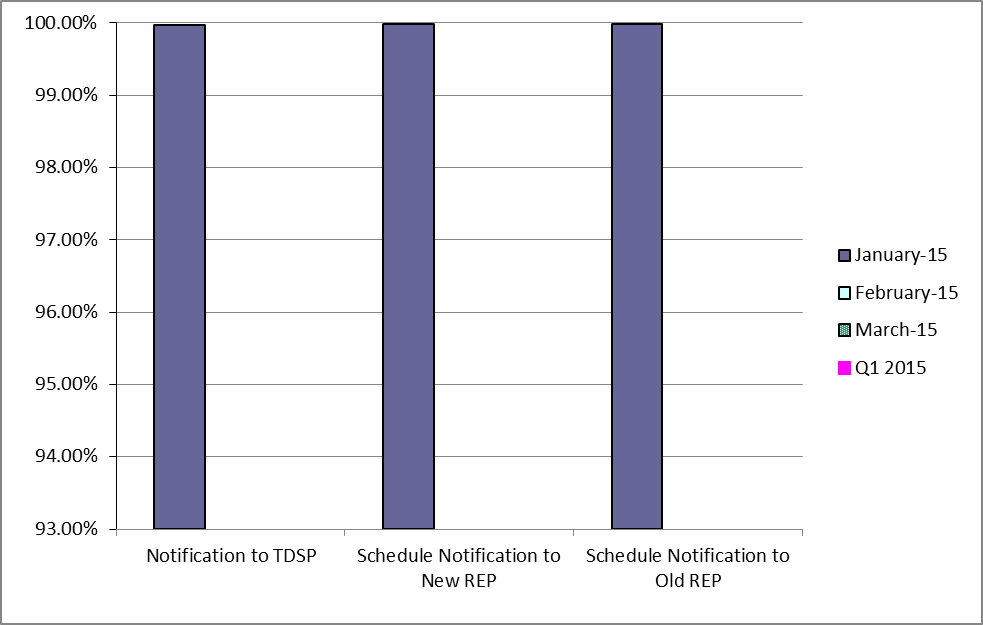 100.00%
99.00%
98.00%
97.00%
96.00%
95.00%
94.00%
93.00%
Notification to TDSP
Schedule Notification to
New REP
Schedule Notification to
Old REP
January-15
February-15
March-15
Q1 2015